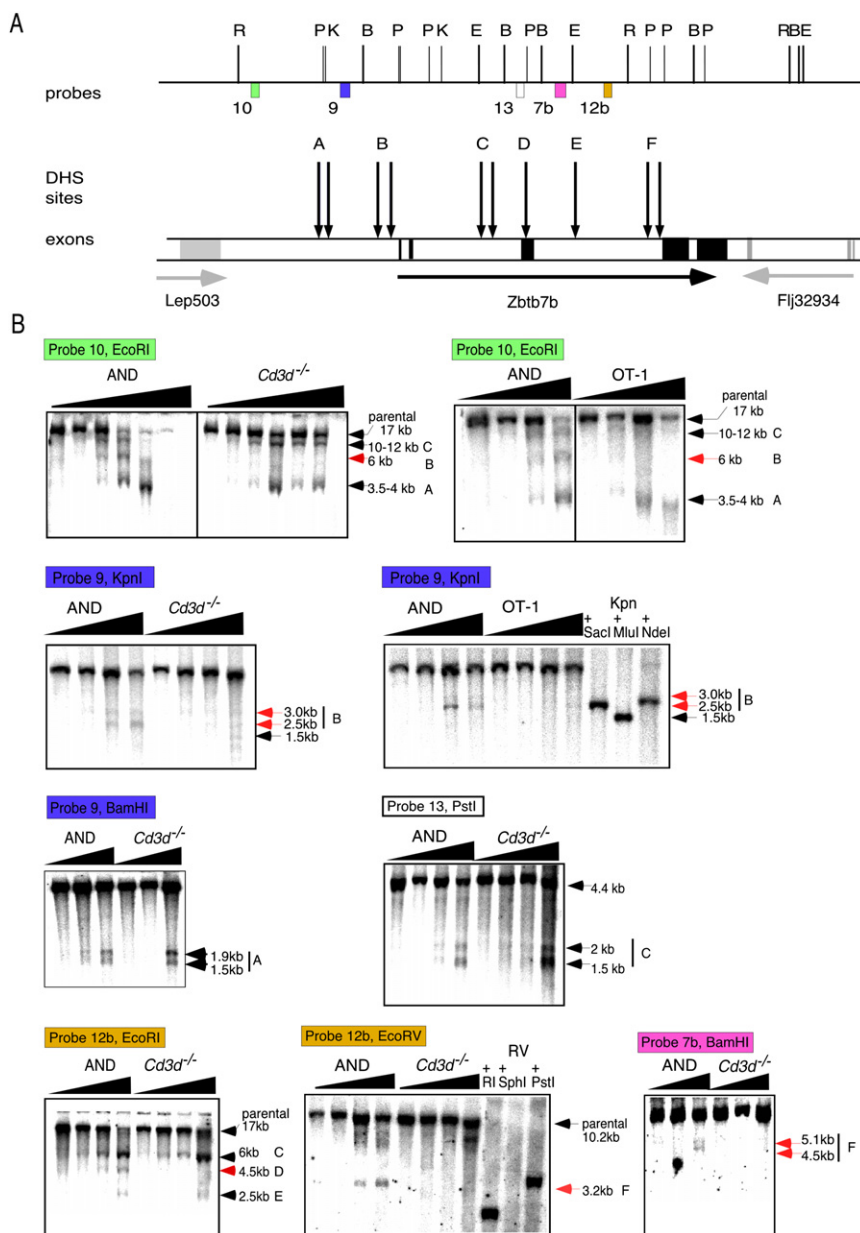 A
R P K B P P K E B P B E R P P B P R B E
probes
10 9 13 7b 12b
A B C D E F
DHS
sites
exons
Lep503 Zbtb7b Flj32934
B
Probe 10, EcoRI
AND Cd3d-/-
parental
17 kb
10-12 kb C
6 kb B
3.5-4 kb A
Probe 10, EcoRI
AND OT-1
parental
17 kb
10-12 kb C
6 kb B
3.5-4 kb A
Probe 9, KpnI
AND Cd3d-/-
3.0kb
2.5kb
B
1.5kb
Probe 9, KpnI
AND OT-1 Kpn
+ + +
SacI MluI NdeI
3.0kb
2.5kb
B
1.5kb
Probe 9, BamHI
AND Cd3d-/-
1.9kb
1.5kb
A
Probe 13, PstI
AND Cd3d-/-
4.4 kb
2 kb
1.5 kb
C
Probe 12b, EcoRI
AND Cd3d-/-
parental
17kb
6kb C
4.5kb D
2.5kb E
Probe 12b, EcoRV
AND Cd3d-/- RV
+ + +
RI SphI PstI
parental
10.2kb
3.2kb F
Probe 7b, BamHI
AND Cd3d-/-
5.1kb
4.5kb
F